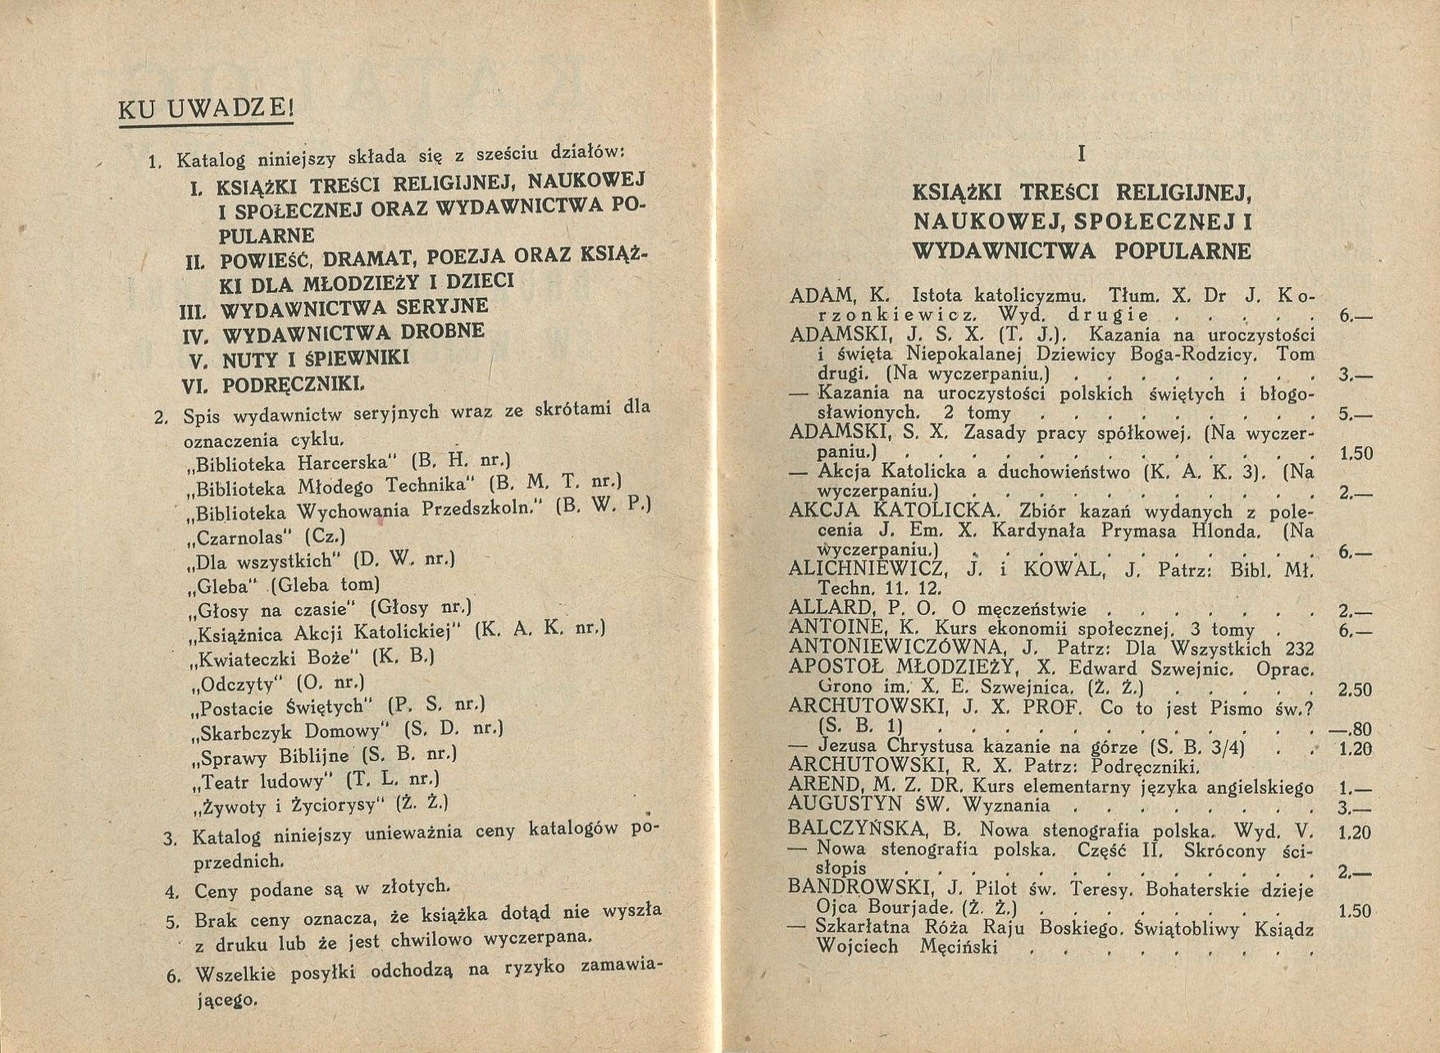 KU UWADZE!
1. Katalog niniejszy składa się z sześciu działów:
I. KSIĄŻKI TREŚCI RELIGIJNEJ, NAUKOWEJ
I SPOŁECZNEJ ORAZ WYDAWNICTWA PO-
PULARNE
II. POWIEŚĆ, DRAMAT, POEZJA ORAZ KSIĄŻ-
KI DLA MŁODZIEŻY I DZIECI
III. WYDAWNICTWA SERYJNE
IV. WYDAWNICTWA DROBNE
V. NUTY I ŚPIEWNIKI
VI. PODRĘCZNIKI.
2. Spis wydawnictw seryjnych wraz ze skrótami dla
oznaczenia cyklu.
„Biblioteka Harcerska" (B. H. nr.)
„Biblioteka Młodego Technika" (B. M. T. nr.)
„Biblioteka Wychowania Przedszkoln." (B. W. P.)
„Czarnolas" (Cz.)
„Dla wszystkich" (D. W. nr.)
„Gleba" (Gleba tom)
„Głosy na czasie" (Głosy nr.)
„Książnica Akcji Katolickiej" (K. A. K. nr.)
„Kwiateczki Boże" (K. B.)
„Odczyty" (O. nr.)
„Postacie Świętych" (P. S. nr.)
„Skarbczyk Domowy" (S. D. nr.)
„Sprawy Biblijne (S. B. nr.)
„Teatr ludowy" (T. L. nr.)
„Żywoty i Życiorysy" (Ż. Ż.)
3. Katalog niniejszy unieważnia ceny katalogów po-
przednich.
4. Ceny podane są w złotych.
5. Brak ceny oznacza, że książka dotąd nie wyszła
z druku lub że jest chwilowo wyczerpana.
6. Wszelkie posyłki odchodzą na ryzyko zamawia-
jącego.
I
KSIĄŻKI TREŚCI RELIGIJNEJ,
NAUKOWEJ, SPOŁECZNEJ I
WYDAWNICTWA POPULARNE
ADAM, K. Istota katolicyzmu. Tłum. X. Dr J. Ko-
rzonkiewicz. Wyd. drugie . . . . . 6.—
ADAMSKI, J. S. X. (T. J.). Kazania na uroczystości
i święta Niepokalanej Dziewicy Boga-Rodzicy. Tom
drugi. (Na wyczerpaniu.) . . . . . . . . 3.—
— Kazania na uroczystości polskich świętych i błogo-
sławionych. 2 tomy . . . . . . . . . 5.—
ADAMSKI, S. X. Zasady pracy spółkowej. (Na wyczer-
paniu.) . . . . . . . . . . . . . 1.50
— Akcja Katolicka a duchowieństwo (K. A. K. 3). (Na
wyczerpaniu.) . . . . . . . . . . . 2.—
AKCJA KATOLICKA. Zbiór kazań wydanych z pole-
cenia J. Em. X. Kardynała Prymasa Hlonda. (Na
wyczerpaniu.) . . . . . . . . . . . 6.—
ALICHNIEWICZ, J. i KOWAL, J. Patrz: Bibl. Mł.
Techn. 11. 12.
ALLARD, P. O. O męczeństwie . . . . . . . 2.—
ANTOINE, K. Kurs ekonomii społecznej. 3 tomy . 6.—
ANTONIEWICZÓWNA, J. Patrz: Dla Wszystkich 232
APOSTOŁ MŁODZIEŻY, X. Edward Szwejnic. Oprac.
Grono im. X. E. Szwejnica. (Ż. Ż.) . . . . . 2.50
ARCHUTOWSKI, J. X. PROF. Co to jest Pismo św.?
(S. B. 1) . . . . . . . . . . . . —.80
— Jezusa Chrystusa kazanie na górze (S. B. 3/4) . . 1.20
ARCHUTOWSKI, R. X. Patrz: Podręczniki.
AREND, M. Z. DR. Kurs elementarny języka angielskiego 1.—
AUGUSTYN ŚW. Wyznania . . . . . . . . 3.—
BALCZYŃSKA, B. Nowa stenografia polska. Wyd. V. 1.20
— Nowa stenografia polska. Część II. Skrócony ści-
słopis . . . . . . . . . . . . . 2.—
BANDROWSKI, J. Pilot św. Teresy. Bohaterskie dzieje
Ojca Bourjade. (Ż. Ż.) . . . . . . . . 1.50
— Szkarłatna Róża Raju Boskiego. Świątobliwy Ksiądz
Wojciech Męciński . . . . . . . .